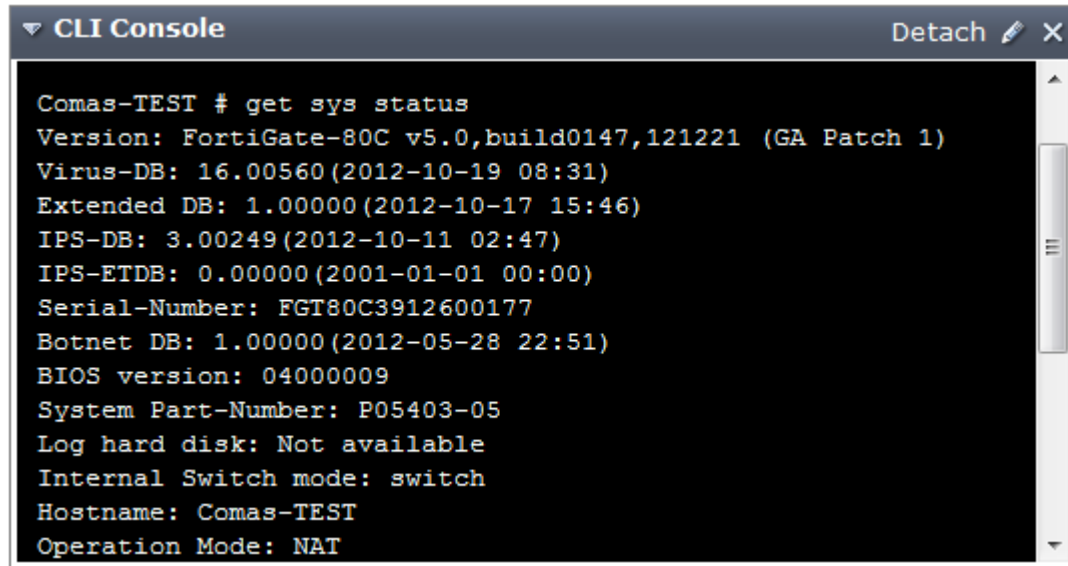 CLI Console
Detach
Comas-TEST # get sys status
Version: FortiGate-80C v5.0,build0147,121221 (GA Patch 1)
Virus-DB: 16.00560(2012-10-19 08:31)
Extended DB: 1.00000(2012-10-17 15:46)
IPS-DB: 3.00249(2012-10-11 02:47)
IPS-ETDB: 0.00000(2001-01-01 00:00)
Serial-Number: FGT80C3912600177
Botnet DB: 1.00000(2012-05-28 22:51)
BIOS version: 04000009
System Part-Number: P05403-05
Log hard disk: Not available
Internal Switch mode: switch
Hostname: Comas-TEST
Operation Mode: NAT